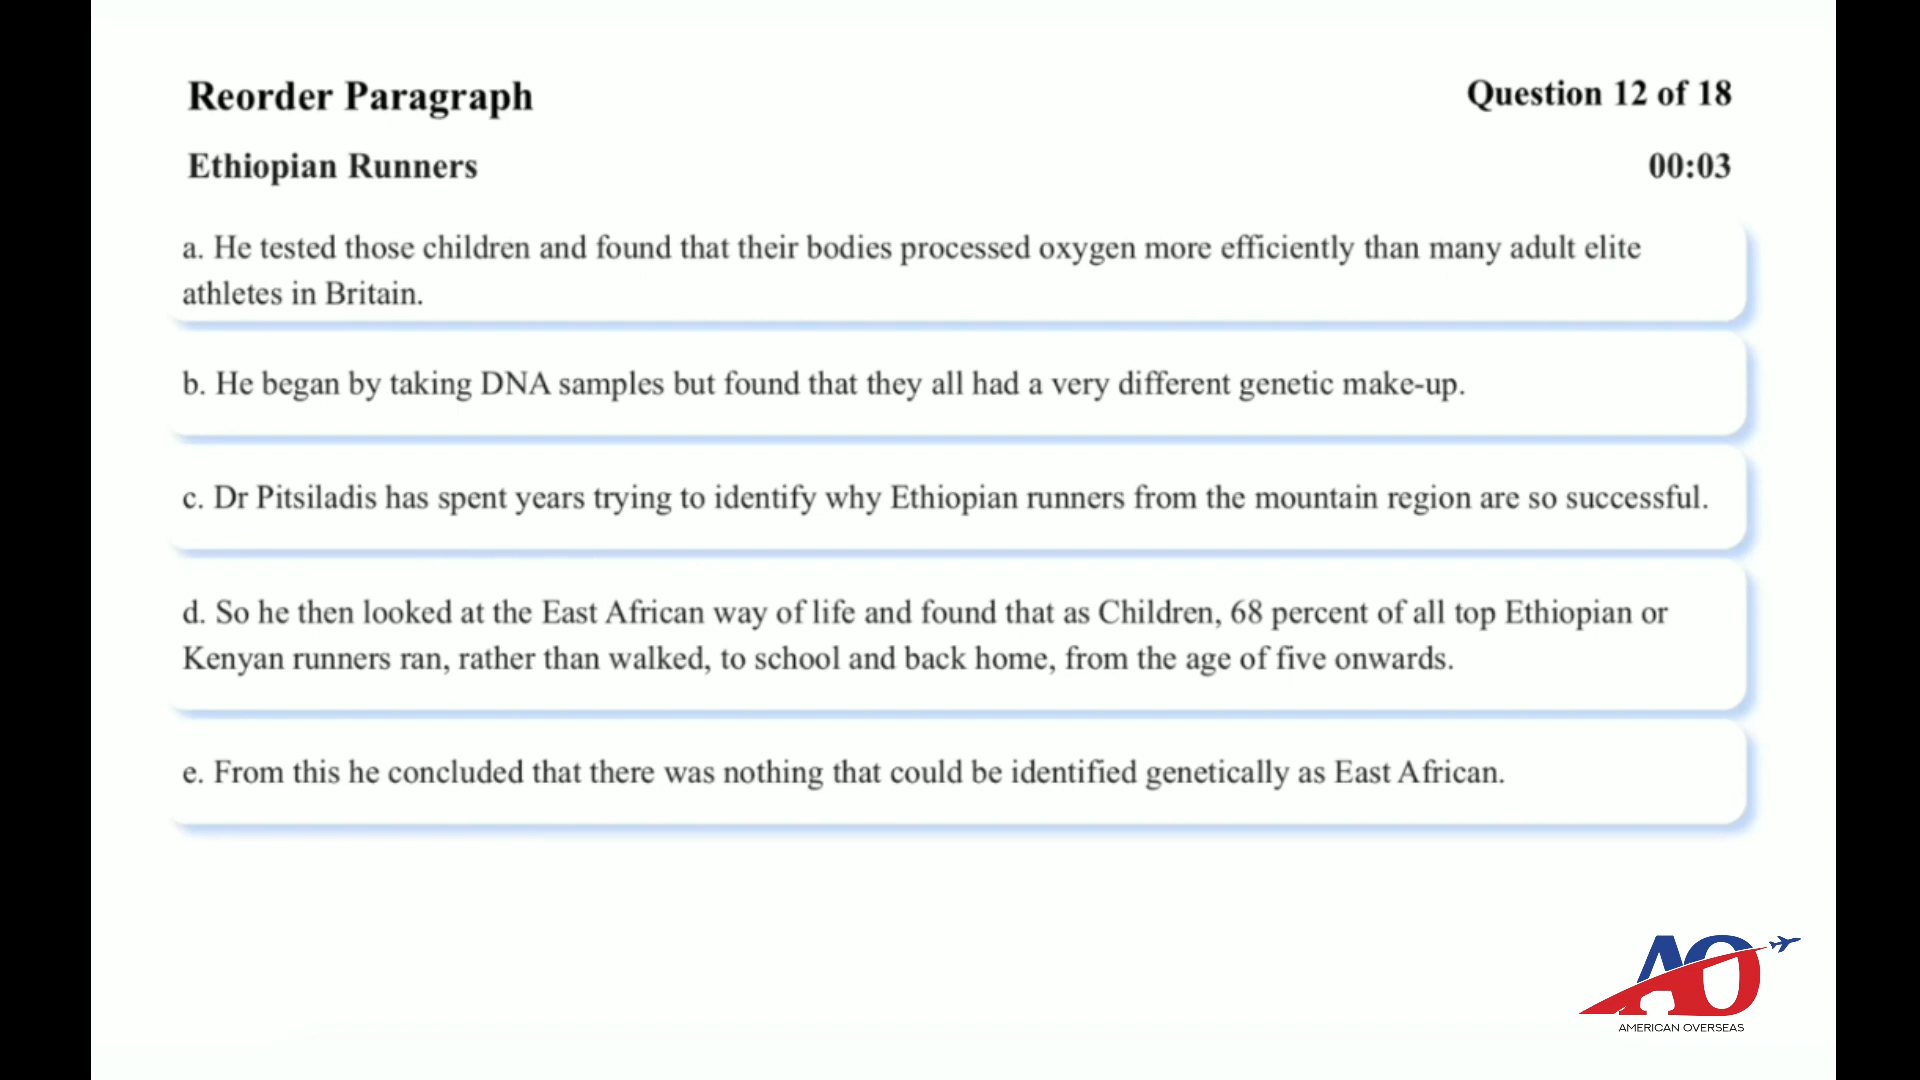 Reorder Paragraph
Question 12 of 18
Ethiopian Runners
00:03
a. He tested those children and found that their bodies processed oxygen more efficiently than many adult elite
athletes in Britain.
b. He began by taking DNA samples but found that they all had a very different genetic make-up.
c. Dr Pitsiladis has spent years trying to identify why Ethiopian runners from the mountain region are so successful.
d. So he then looked at the East African way of life and found that as Children, 68 percent of all top Ethiopian or
Kenyan runners ran, rather than walked, to school and back home, from the age of five onwards.
e. From this he concluded that there was nothing that could be identified genetically as East African.
AO
AMERICAN OVERSEAS